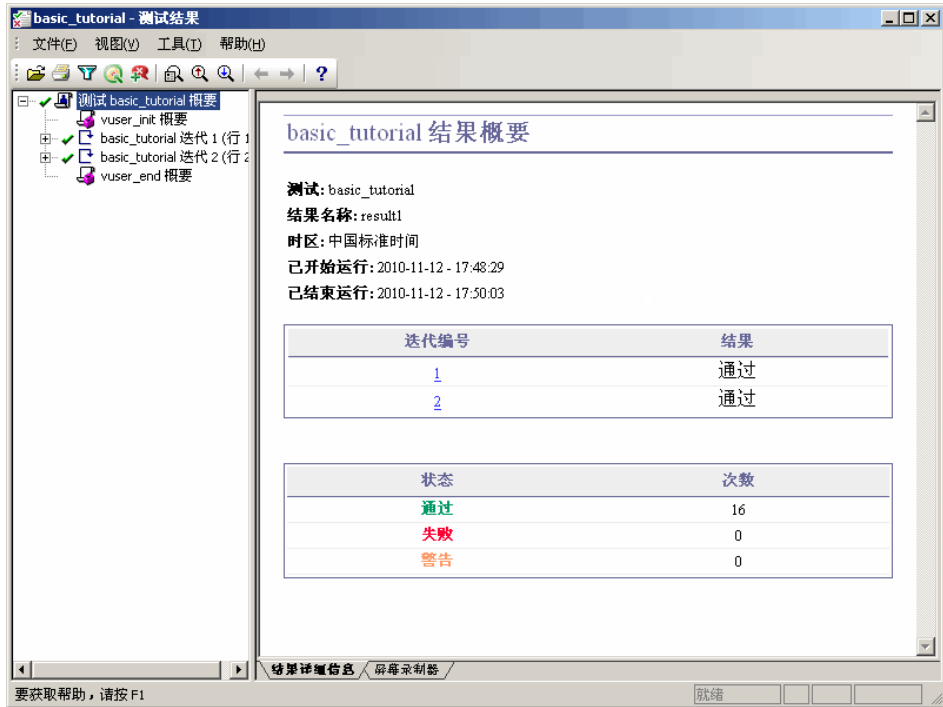 basic_tutorial - 测试结果
文件(F) 视图(V) 工具(T) 帮助(H)
测试 basic_tutorial 概要
vuser_init 概要
basic_tutorial 迭代 1 (行 1
basic_tutorial 迭代 2 (行 2
vuser_end 概要
basic_tutorial 结果概要
测试: basic_tutorial
结果名称: result1
时区: 中国标准时间
已开始运行: 2010-11-12 - 17:48:29
已结束运行: 2010-11-12 - 17:50:03
迭代编号 结果
1 通过
2 通过
状态 次数
通过 16
失败 0
警告 0
结果详细信息 屏幕录制器
要获取帮助，请按 F1 就绪